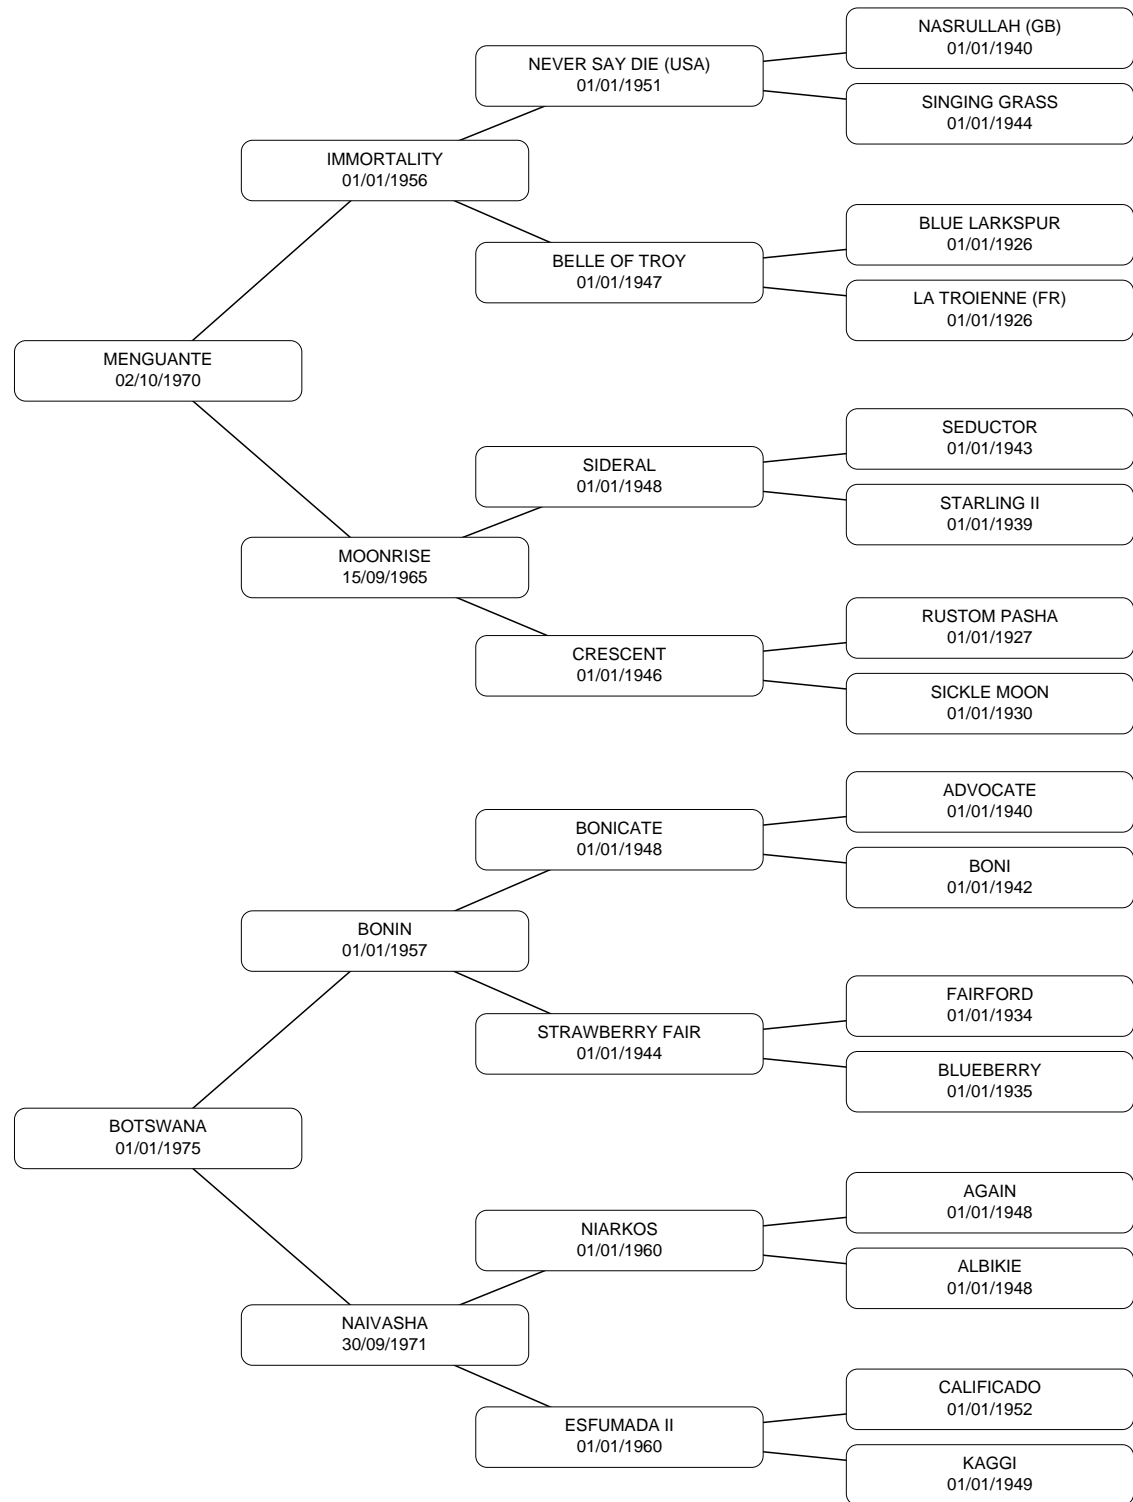 NASRULLAH (GB)
01/01/1940
NEVER SAY DIE (USA)
01/01/1951
SINGING GRASS
01/01/1944
IMMORTALITY
01/01/1956
BLUE LARKSPUR
01/01/1926
BELLE OF TROY
01/01/1947
LA TROIENNE (FR)
01/01/1926
MENGUANTE
02/10/1970
SEDUCTOR
01/01/1943
SIDERAL
01/01/1948
STARLING II
01/01/1939
MOONRISE
15/09/1965
RUSTOM PASHA
01/01/1927
CRESCENT
01/01/1946
SICKLE MOON
01/01/1930
ADVOCATE
01/01/1940
BONICATE
01/01/1948
BONI
01/01/1942
BONIN
01/01/1957
FAIRFORD
01/01/1934
STRAWBERRY FAIR
01/01/1944
BLUEBERRY
01/01/1935
BOTSWANA
01/01/1975
AGAIN
01/01/1948
NIARKOS
01/01/1960
ALBIKIE
01/01/1948
NAIVASHA
30/09/1971
CALIFICADO
01/01/1952
ESFUMADA II
01/01/1960
KAGGI
01/01/1949